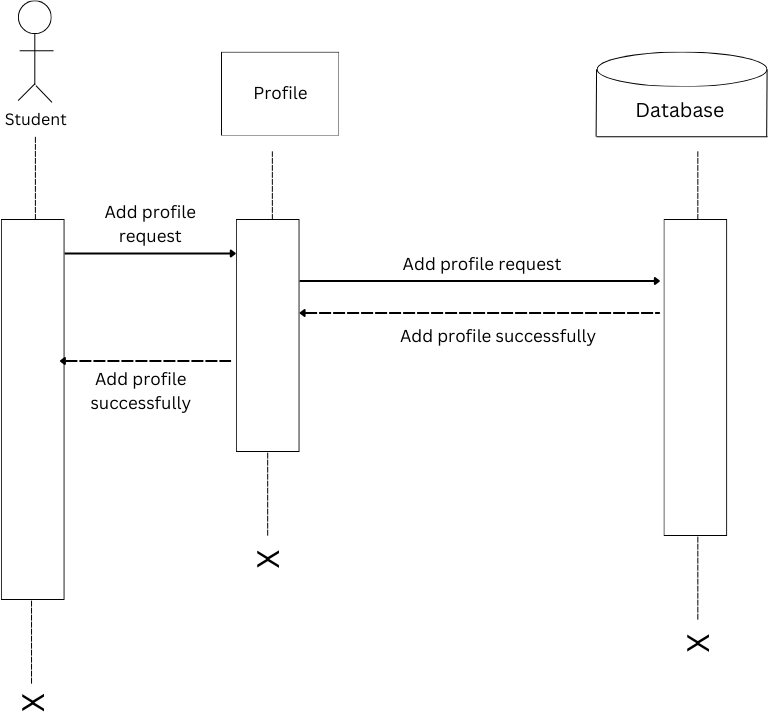 Student
Profile
Database
Add profile
request
Add profile request
Add profile successfully
Add profile
successfully
X
X
X